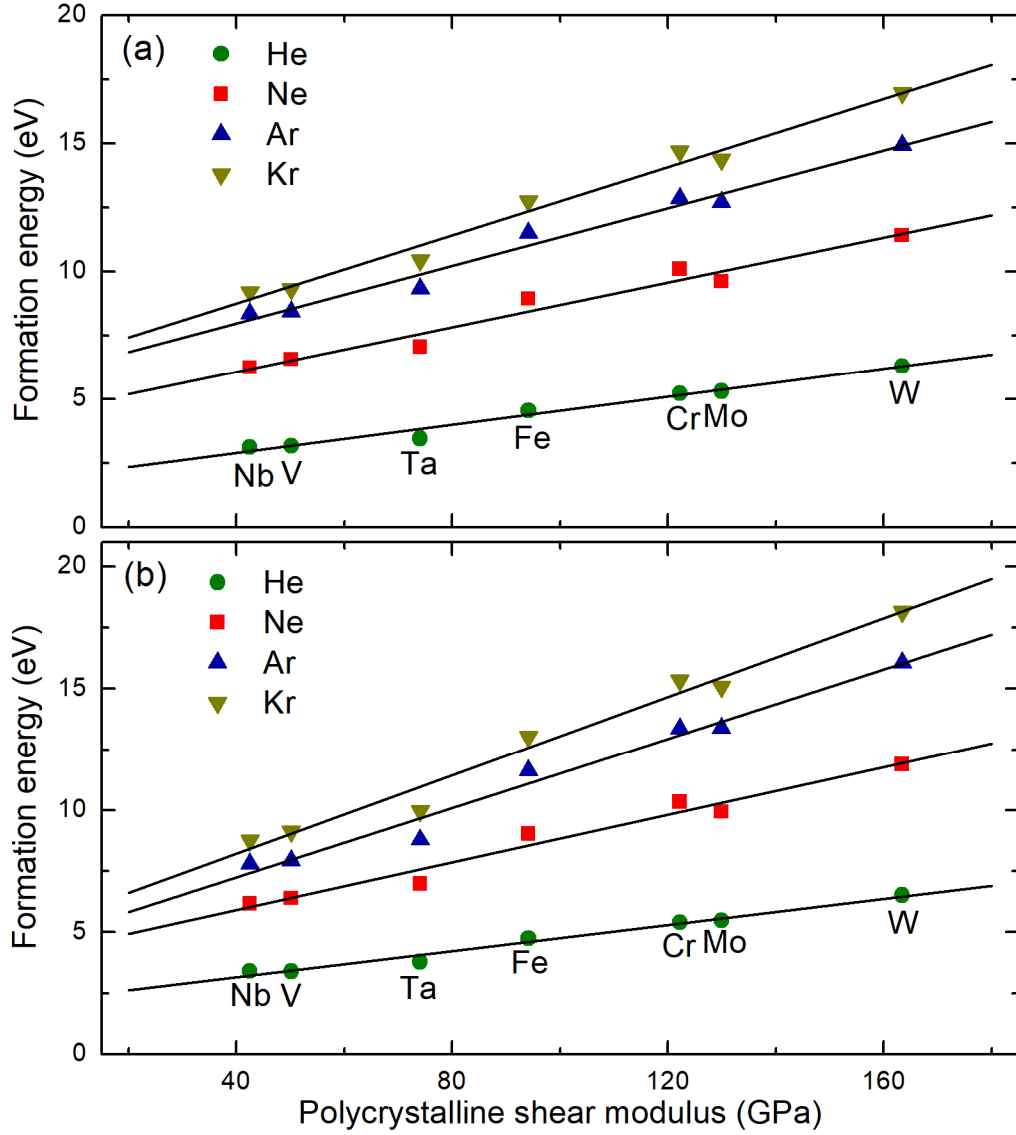 20
(a)
He
Ne
Ar
Kr
15
10
5
0
Formation energy (eV)
Nb
V
Ta
Fe
Cr
Mo
W
20
(b)
He
Ne
Ar
Kr
15
10
5
0
Formation energy (eV)
Nb
V
Ta
Fe
Cr
Mo
W
40
80
120
160
Polycrystalline shear modulus (GPa)